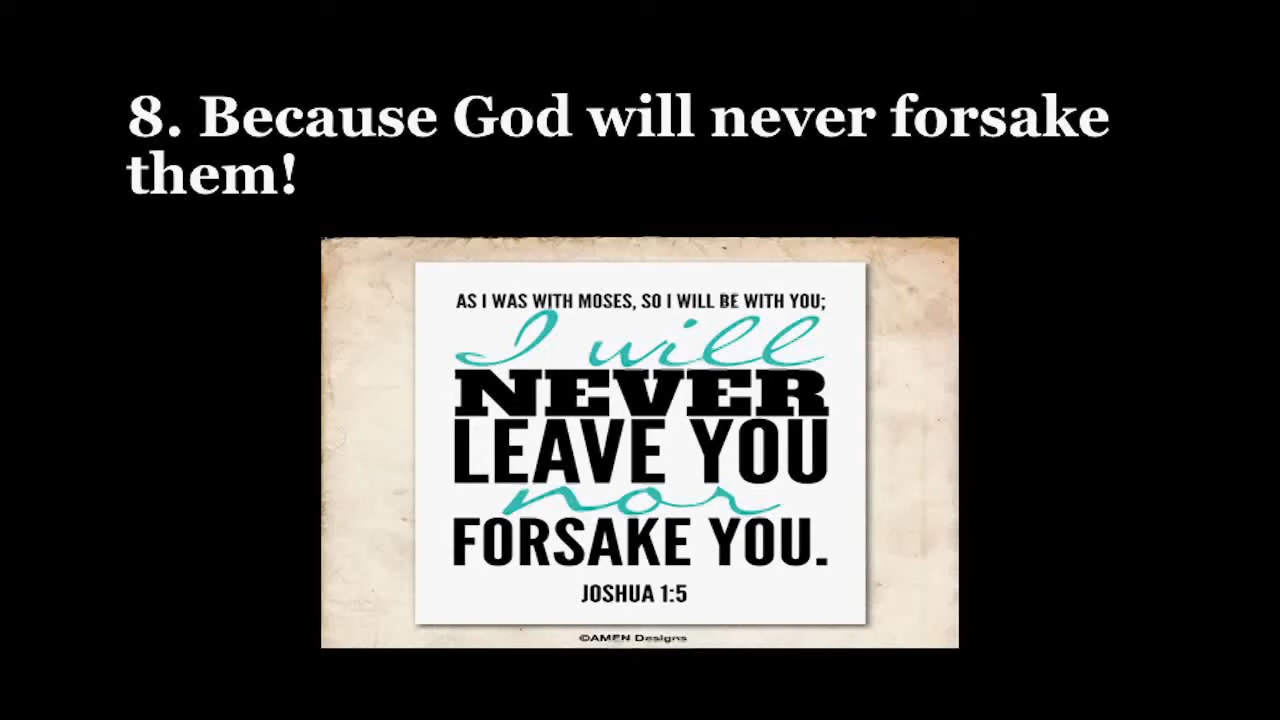 8. Because God will never forsake
them!
AS I WAS WITH MOSES, SO I WILL BE WITH YOU;
I will
NEVER
LEAVE YOU
nor
FORSAKE YOU.
JOSHUA 1:5
©AMEN Designs